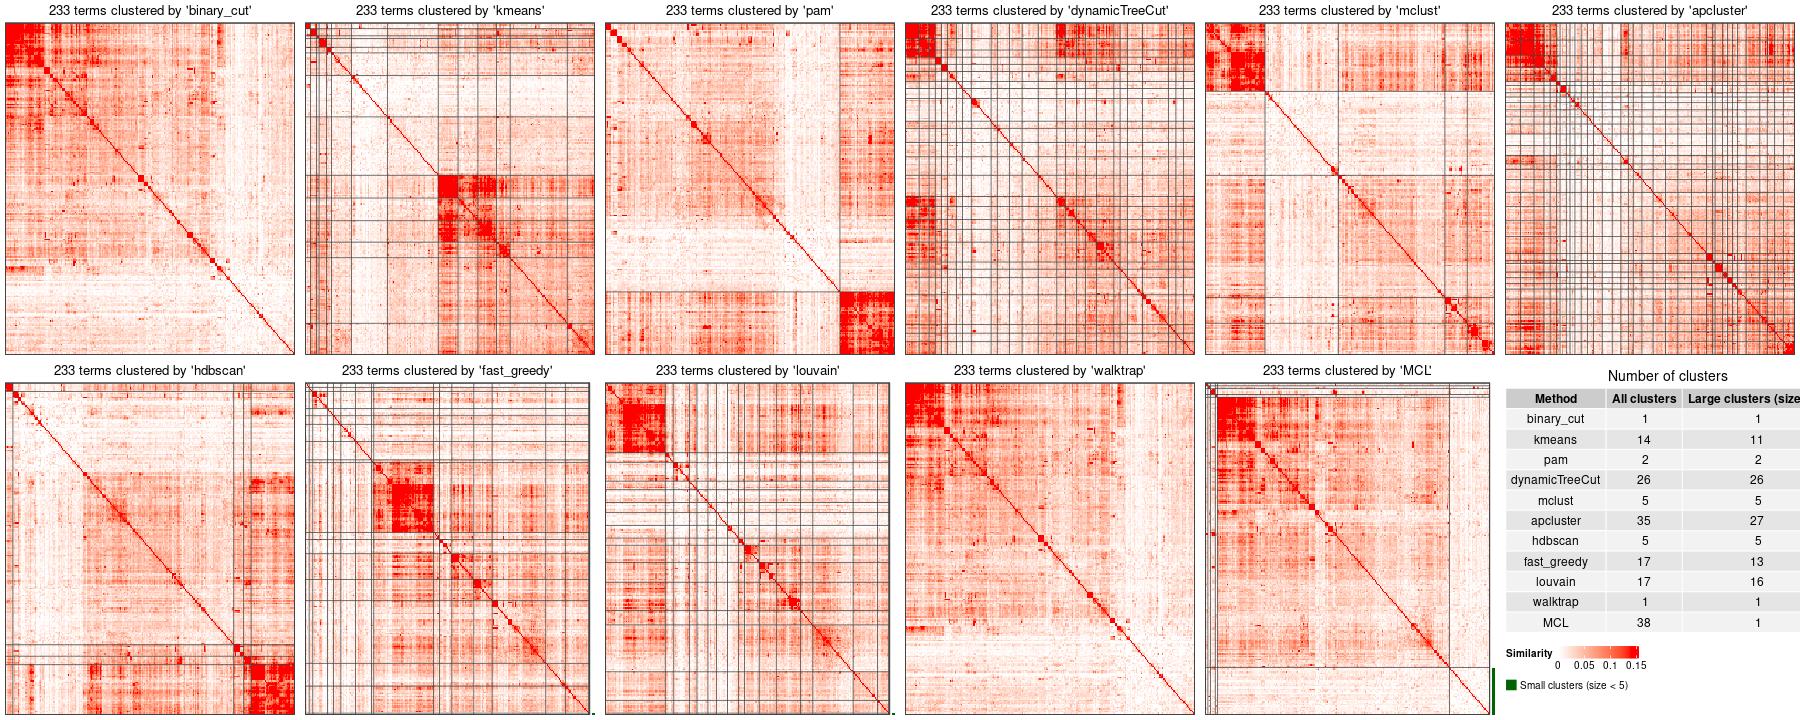 233 terms clustered by 'binary_cut'
233 terms clustered by 'kmeans'
233 terms clustered by 'pam'
233 terms clustered by 'dynamicTreeCut'
233 terms clustered by 'mclust'
233 terms clustered by 'apcluster'
233 terms clustered by 'hdbscan'
233 terms clustered by 'fast_greedy'
233 terms clustered by 'louvain'
233 terms clustered by 'walktrap'
233 terms clustered by 'MCL'
Number of clusters
Method All clusters Large clusters (size
binary_cut 1 1
kmeans 14 11
pam 2 2
dynamicTreeCut 26 26
mclust 5 5
apcluster 35 27
hdbscan 5 5
fast_greedy 17 13
louvain 17 16
walktrap 1 1
MCL 38 1
Similarity
0 0.05 0.1 0.15
Small clusters (size < 5)